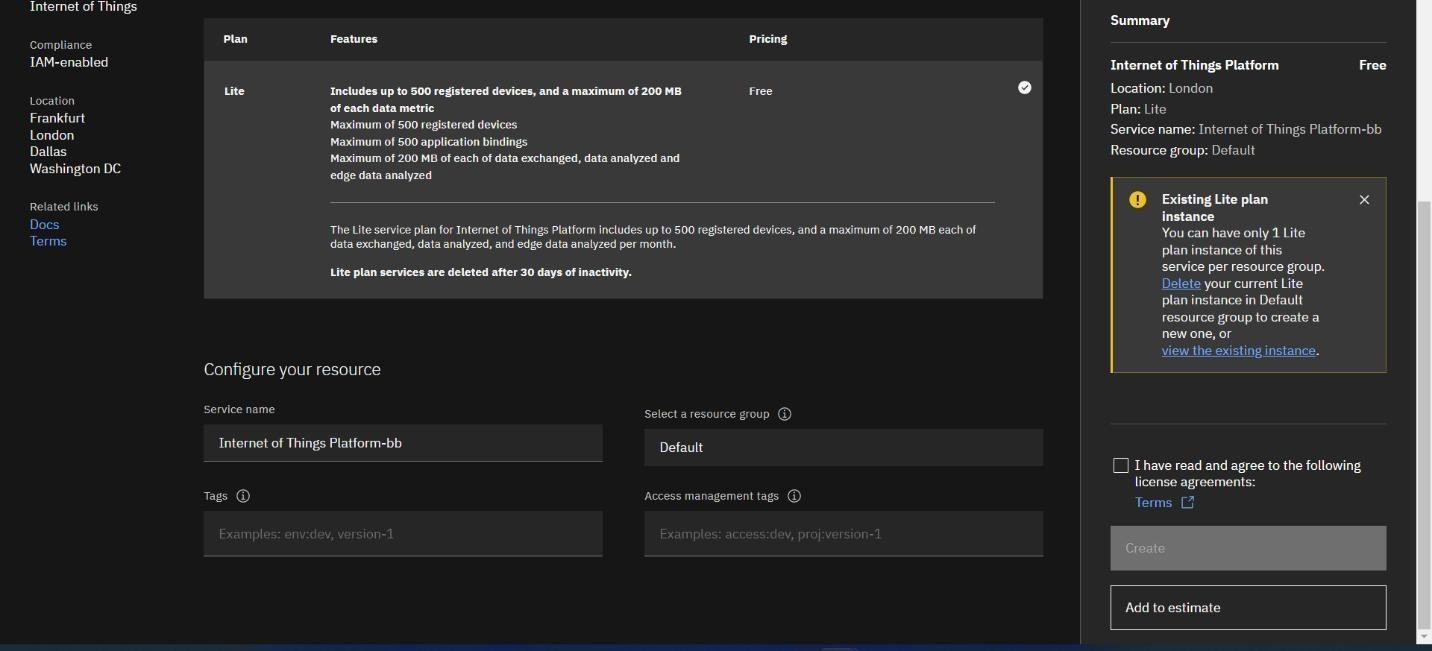 Internet of Things
Compliance
IAM-enabled
Location
Frankfurt
London
Dallas
Washington DC
Related links
Docs
Terms
Plan Features Pricing
Lite
Includes up to 500 registered devices, and a maximum of 200 MB
of each data metric
Maximum of 500 registered devices
Maximum of 500 application bindings
Maximum of 200 MB of each of data exchanged, data analyzed and
edge data analyzed
Free
The Lite service plan for Internet of Things Platform includes up to 500 registered devices, and a maximum of 200 MB each of
data exchanged, data analyzed, and edge data analyzed per month.
Lite plan services are deleted after 30 days of inactivity.
Configure your resource
Service name
Internet of Things Platform-bb
Select a resource group
Default
Tags
Examples: env:dev, version-1
Access management tags
Examples: access:dev, proj:version-1
Summary
Internet of Things Platform Free
Location: London
Plan: Lite
Service name: Internet of Things Platform-bb
Resource group: Default
Existing Lite plan
instance
You can have only 1 Lite
plan instance of this
service per resource group.
Delete your current Lite
plan instance in Default
resource group to create a
new one, or
view the existing instance.
I have read and agree to the following
license agreements:
Terms
Create
Add to estimate